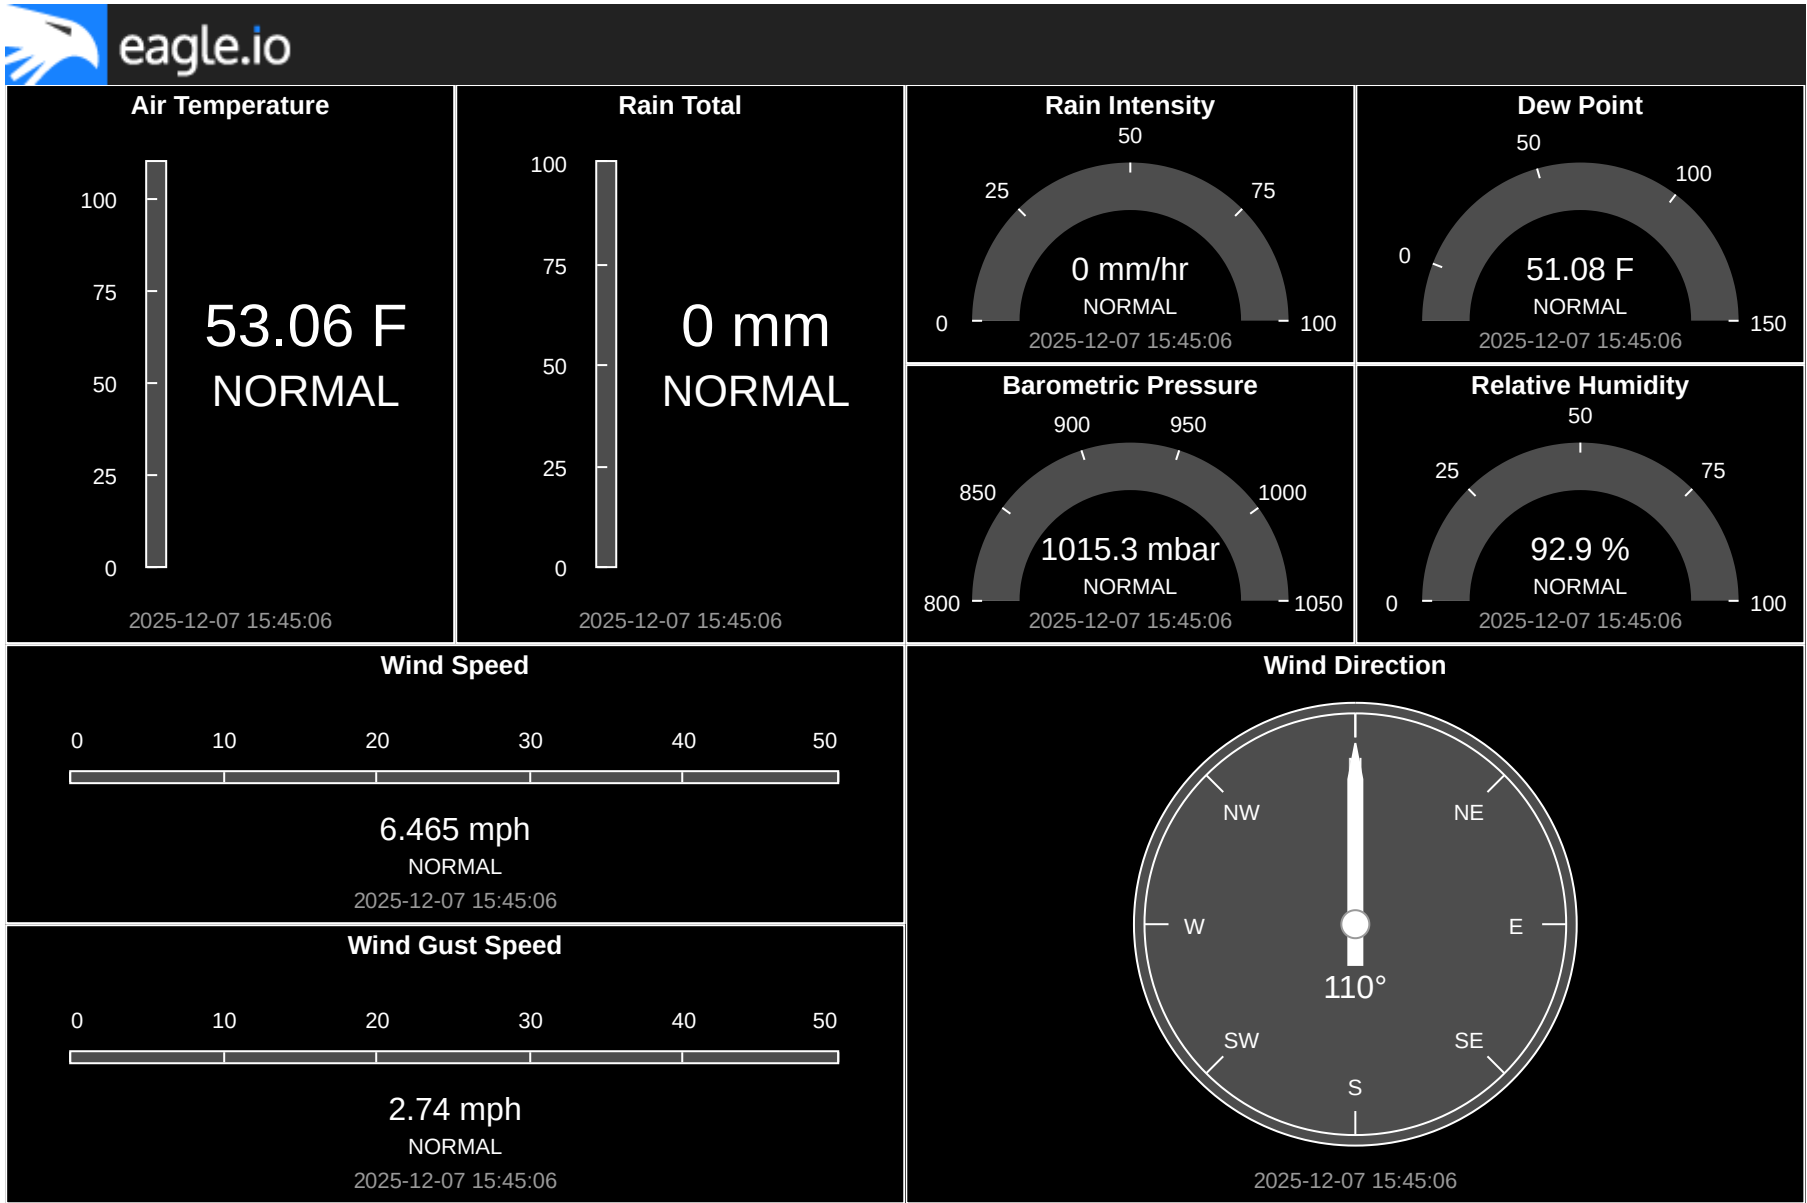 eagle.io
Air Temperature
100
75
50
25
0
53.06 F
NORMAL
2025-12-07 15:45:06
Rain Total
100
75
50
25
0
0 mm
NORMAL
2025-12-07 15:45:06
Rain Intensity
0
25
50
75
100
0 mm/hr
NORMAL
2025-12-07 15:45:06
Dew Point
0
50
100
150
51.08 F
NORMAL
2025-12-07 15:45:06
Barometric Pressure
800
850
900
950
1000
1050
1015.3 mbar
NORMAL
2025-12-07 15:45:06
Relative Humidity
0
25
50
75
100
92.9 %
NORMAL
2025-12-07 15:45:06
Wind Speed
0 10 20 30 40 50
6.465 mph
NORMAL
2025-12-07 15:45:06
Wind Gust Speed
0 10 20 30 40 50
2.74 mph
NORMAL
2025-12-07 15:45:06
Wind Direction
NW NE
W E
110°
SW SE
S
2025-12-07 15:45:06